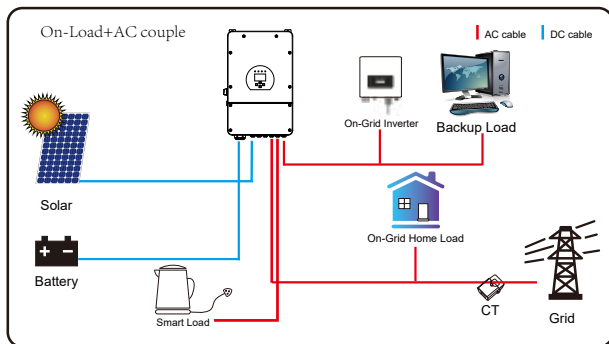 On-Load+AC couple
AC cable
DC cable
On-Grid Inverter
Backup Load
Solar
On-Grid Home Load
Battery
Smart Load
CT
Grid